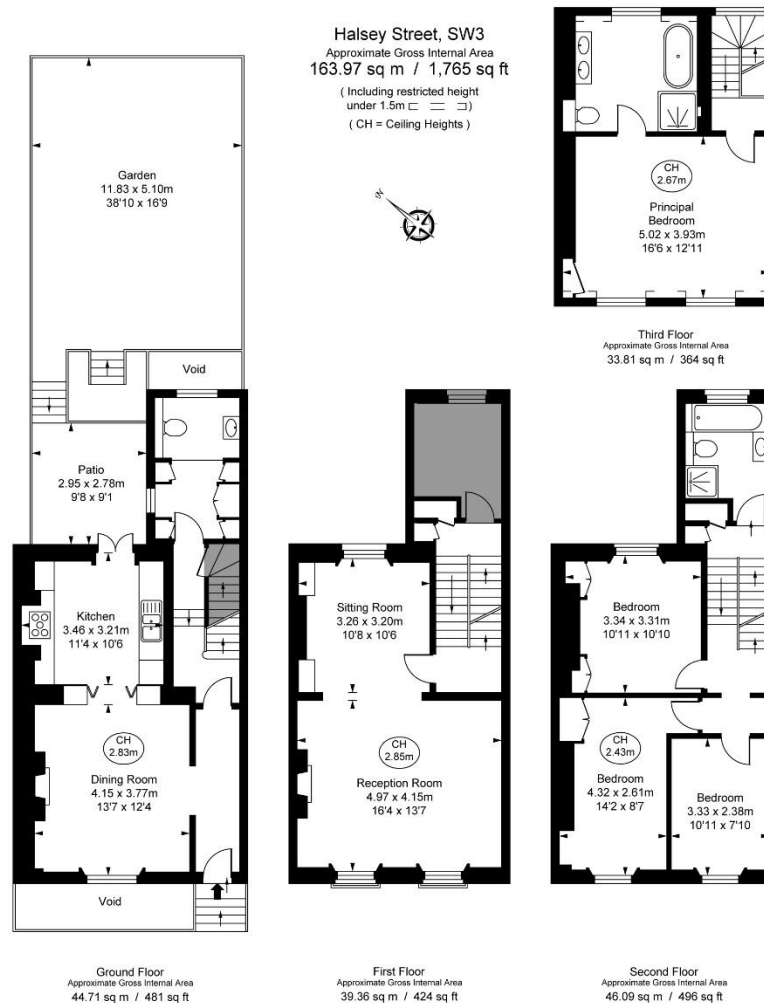 Halsey Street, SW3
Approximate Gross Internal Area
163.97 sq m / 1,765 sq ft
( Including restricted height
under 1.5m )
( CH = Ceiling Heights )
N
Garden
11.83 x 5.10m
38'10 x 16'9
Void
Patio
2.95 x 2.78m
9'8 x 9'1
Kitchen
3.46 x 3.21m
11'4 x 10'6
CH
2.83m
Dining Room
4.15 x 3.77m
13'7 x 12'4
Void
Ground Floor
Approximate Gross Internal Area
44.71 sq m / 481 sq ft
Sitting Room
3.26 x 3.20m
10'8 x 10'6
CH
2.85m
Reception Room
4.97 x 4.15m
16'4 x 13'7
First Floor
Approximate Gross Internal Area
39.36 sq m / 424 sq ft
CH
2.67m
Principal
Bedroom
5.02 x 3.93m
16'6 x 12'11
Third Floor
Approximate Gross Internal Area
33.81 sq m / 364 sq ft
Bedroom
3.34 x 3.31m
10'11 x 10'10
CH
2.43m
Bedroom
4.32 x 2.61m
14'2 x 8'7
Bedroom
3.33 x 2.38m
10'11 x 7'10
Second Floor
Approximate Gross Internal Area
46.09 sq m / 496 sq ft